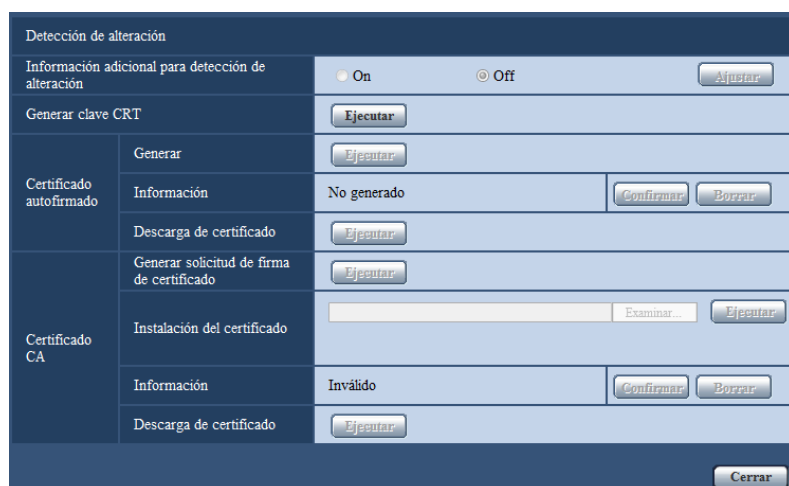 Detección de alteración
Información adicional para detección de
alteración
On
Off
Ajustar
Generar clave CRT
Ejecutar
Certificado
autofirmado
Generar
Ejecutar
Información
No generado
Confirmar
Borrar
Descarga de certificado
Ejecutar
Certificado
CA
Generar solicitud de firma
de certificado
Ejecutar
Instalación del certificado
Examinar...
Ejecutar
Información
Inválido
Confirmar
Borrar
Descarga de certificado
Ejecutar
Cerrar